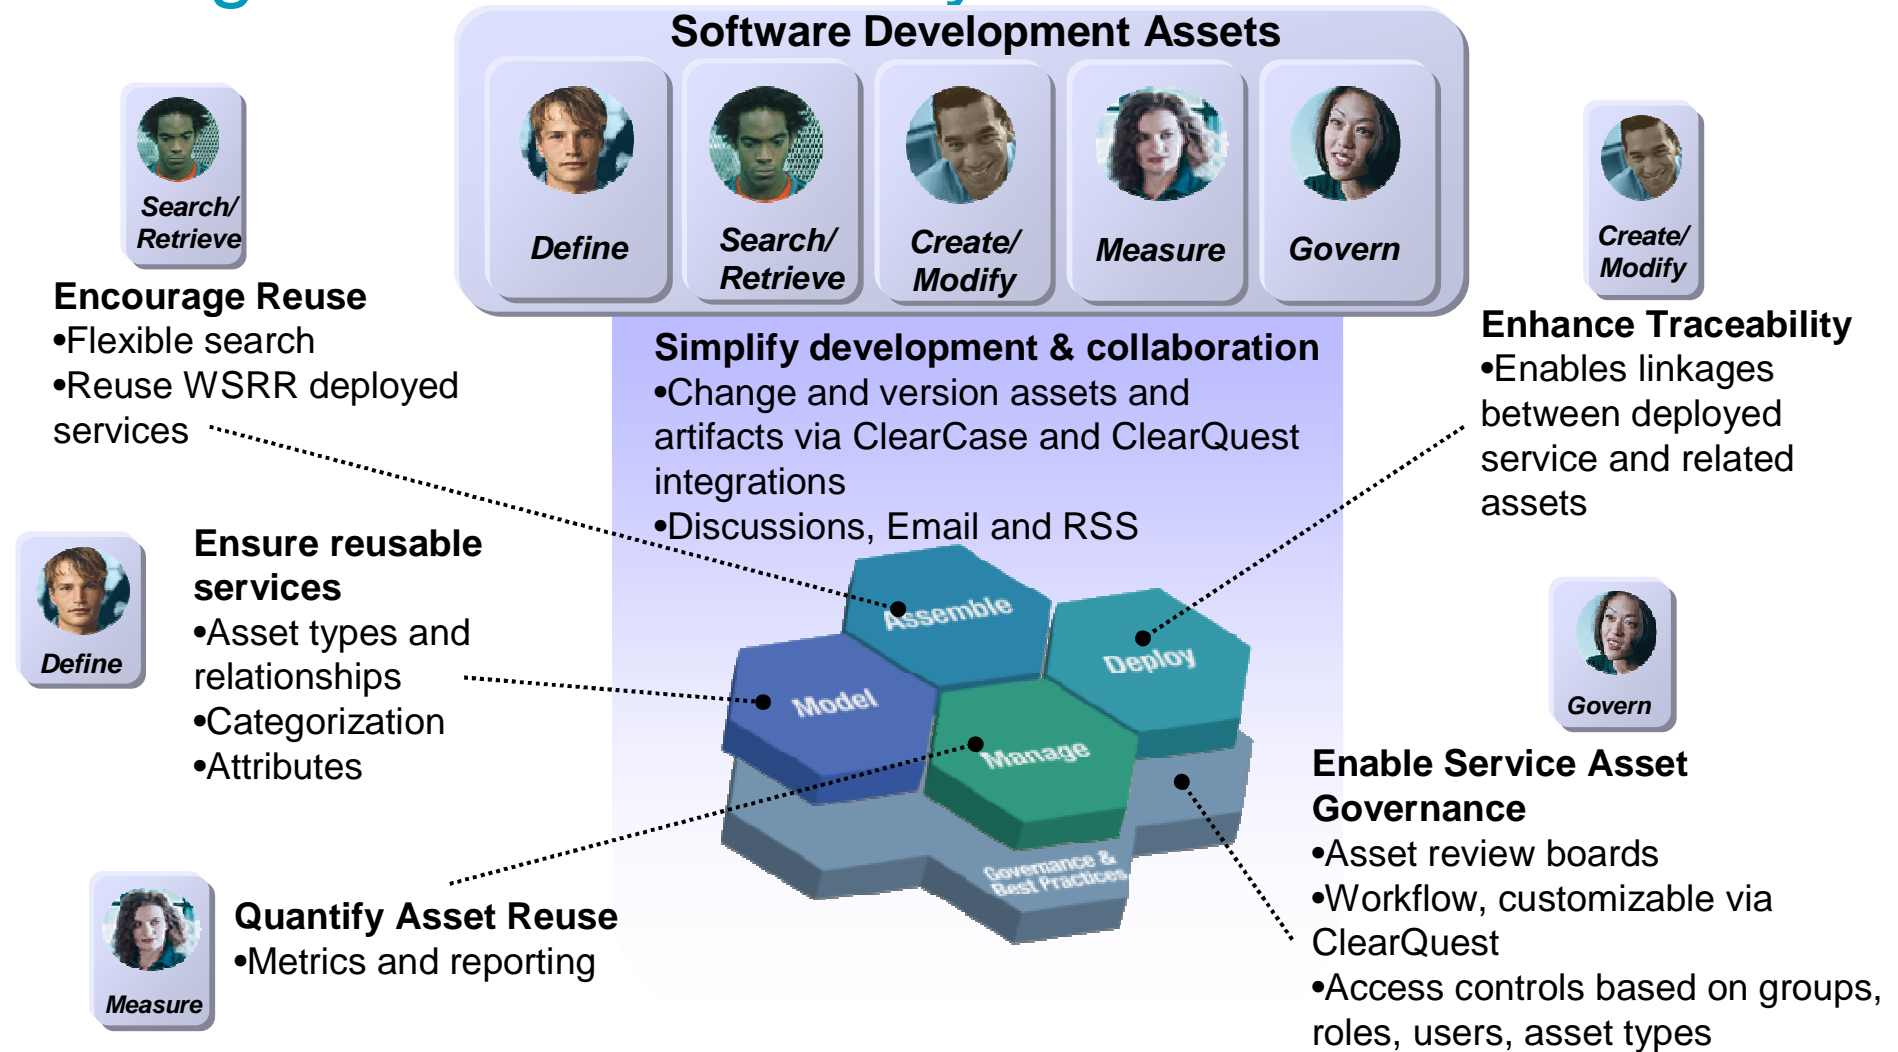 Software Development Assets
Define
Search/
Retrieve
Create/
Modify
Measure
Govern
Search/
Retrieve
Encourage Reuse
•Flexible search
•Reuse WSRR deployed
services
Simplify development & collaboration
•Change and version assets and
artifacts via ClearCase and ClearQuest
integrations
•Discussions, Email and RSS
Create/
Modify
Enhance Traceability
•Enables linkages
between deployed
service and related
assets
Define
Ensure reusable
services
•Asset types and
relationships
•Categorization
•Attributes
Assemble
Deploy
Model
Manage
Governance &
Best Practices
Govern
Enable Service Asset
Governance
•Asset review boards
•Workflow, customizable via
ClearQuest
•Access controls based on groups,
roles, users, asset types
Measure
Quantify Asset Reuse
•Metrics and reporting